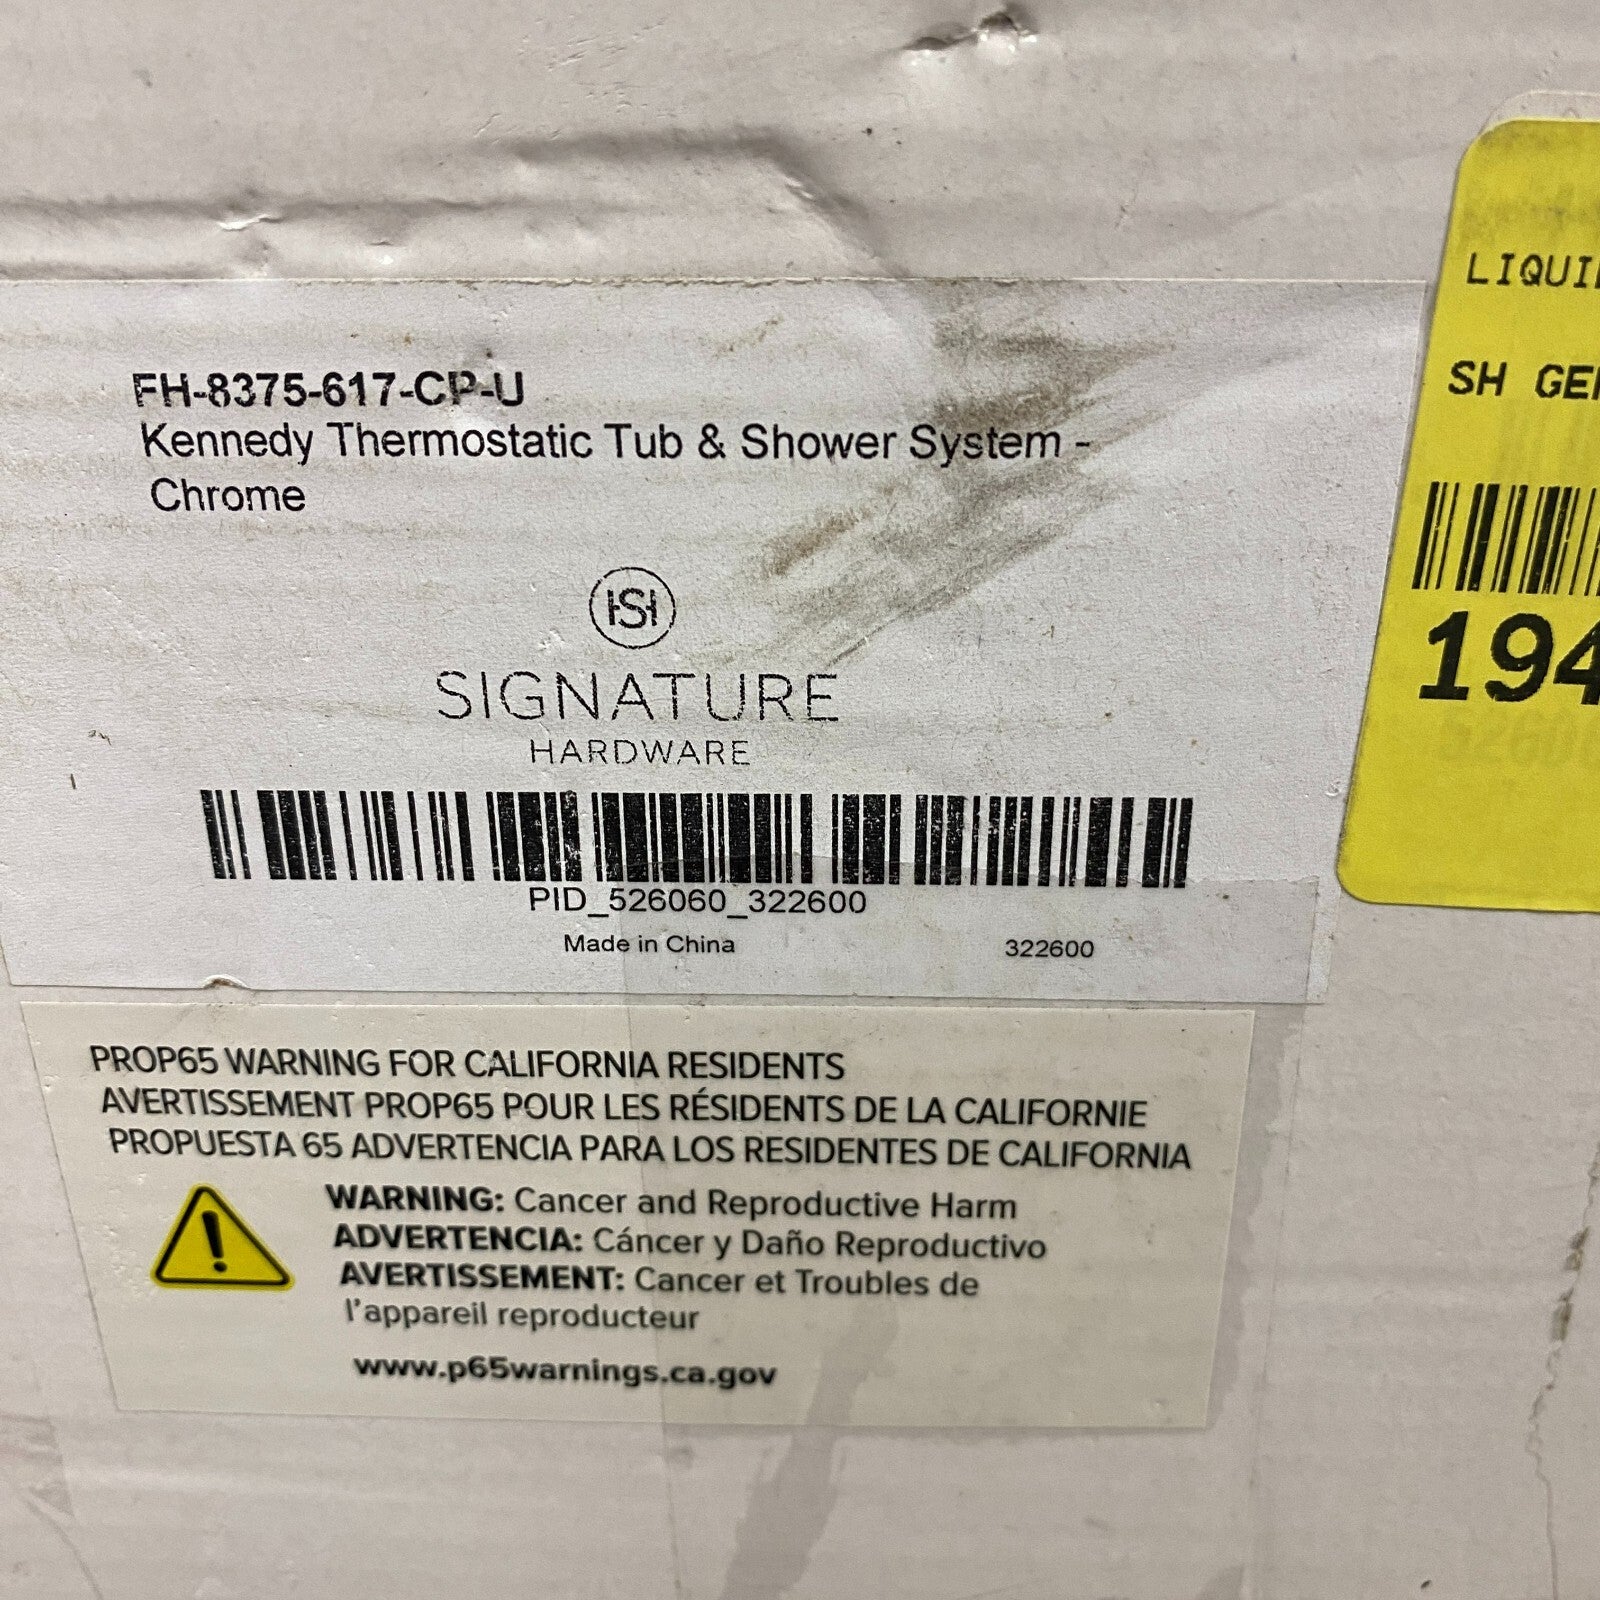 FH-8375-617-CP-U
Kennedy Thermostatic Tub & Shower System -
Chrome
HSH
SIGNATURE
HARDWARE
PID_526060_322600
Made in China 322600
PROP65 WARNING FOR CALIFORNIA RESIDENTS
AVERTISSEMENT PROP65 POUR LES RÉSIDENTS DE LA CALIFORNIE
PROPUESTA 65 ADVERTENCIA PARA LOS RESIDENTES DE CALIFORNIA
WARNING: Cancer and Reproductive Harm
ADVERTENCIA: Cáncer y Daño Reproductivo
AVERTISSEMENT: Cancer et Troubles de
l'appareil reproducteur
www.p65warnings.ca.gov
SH
194